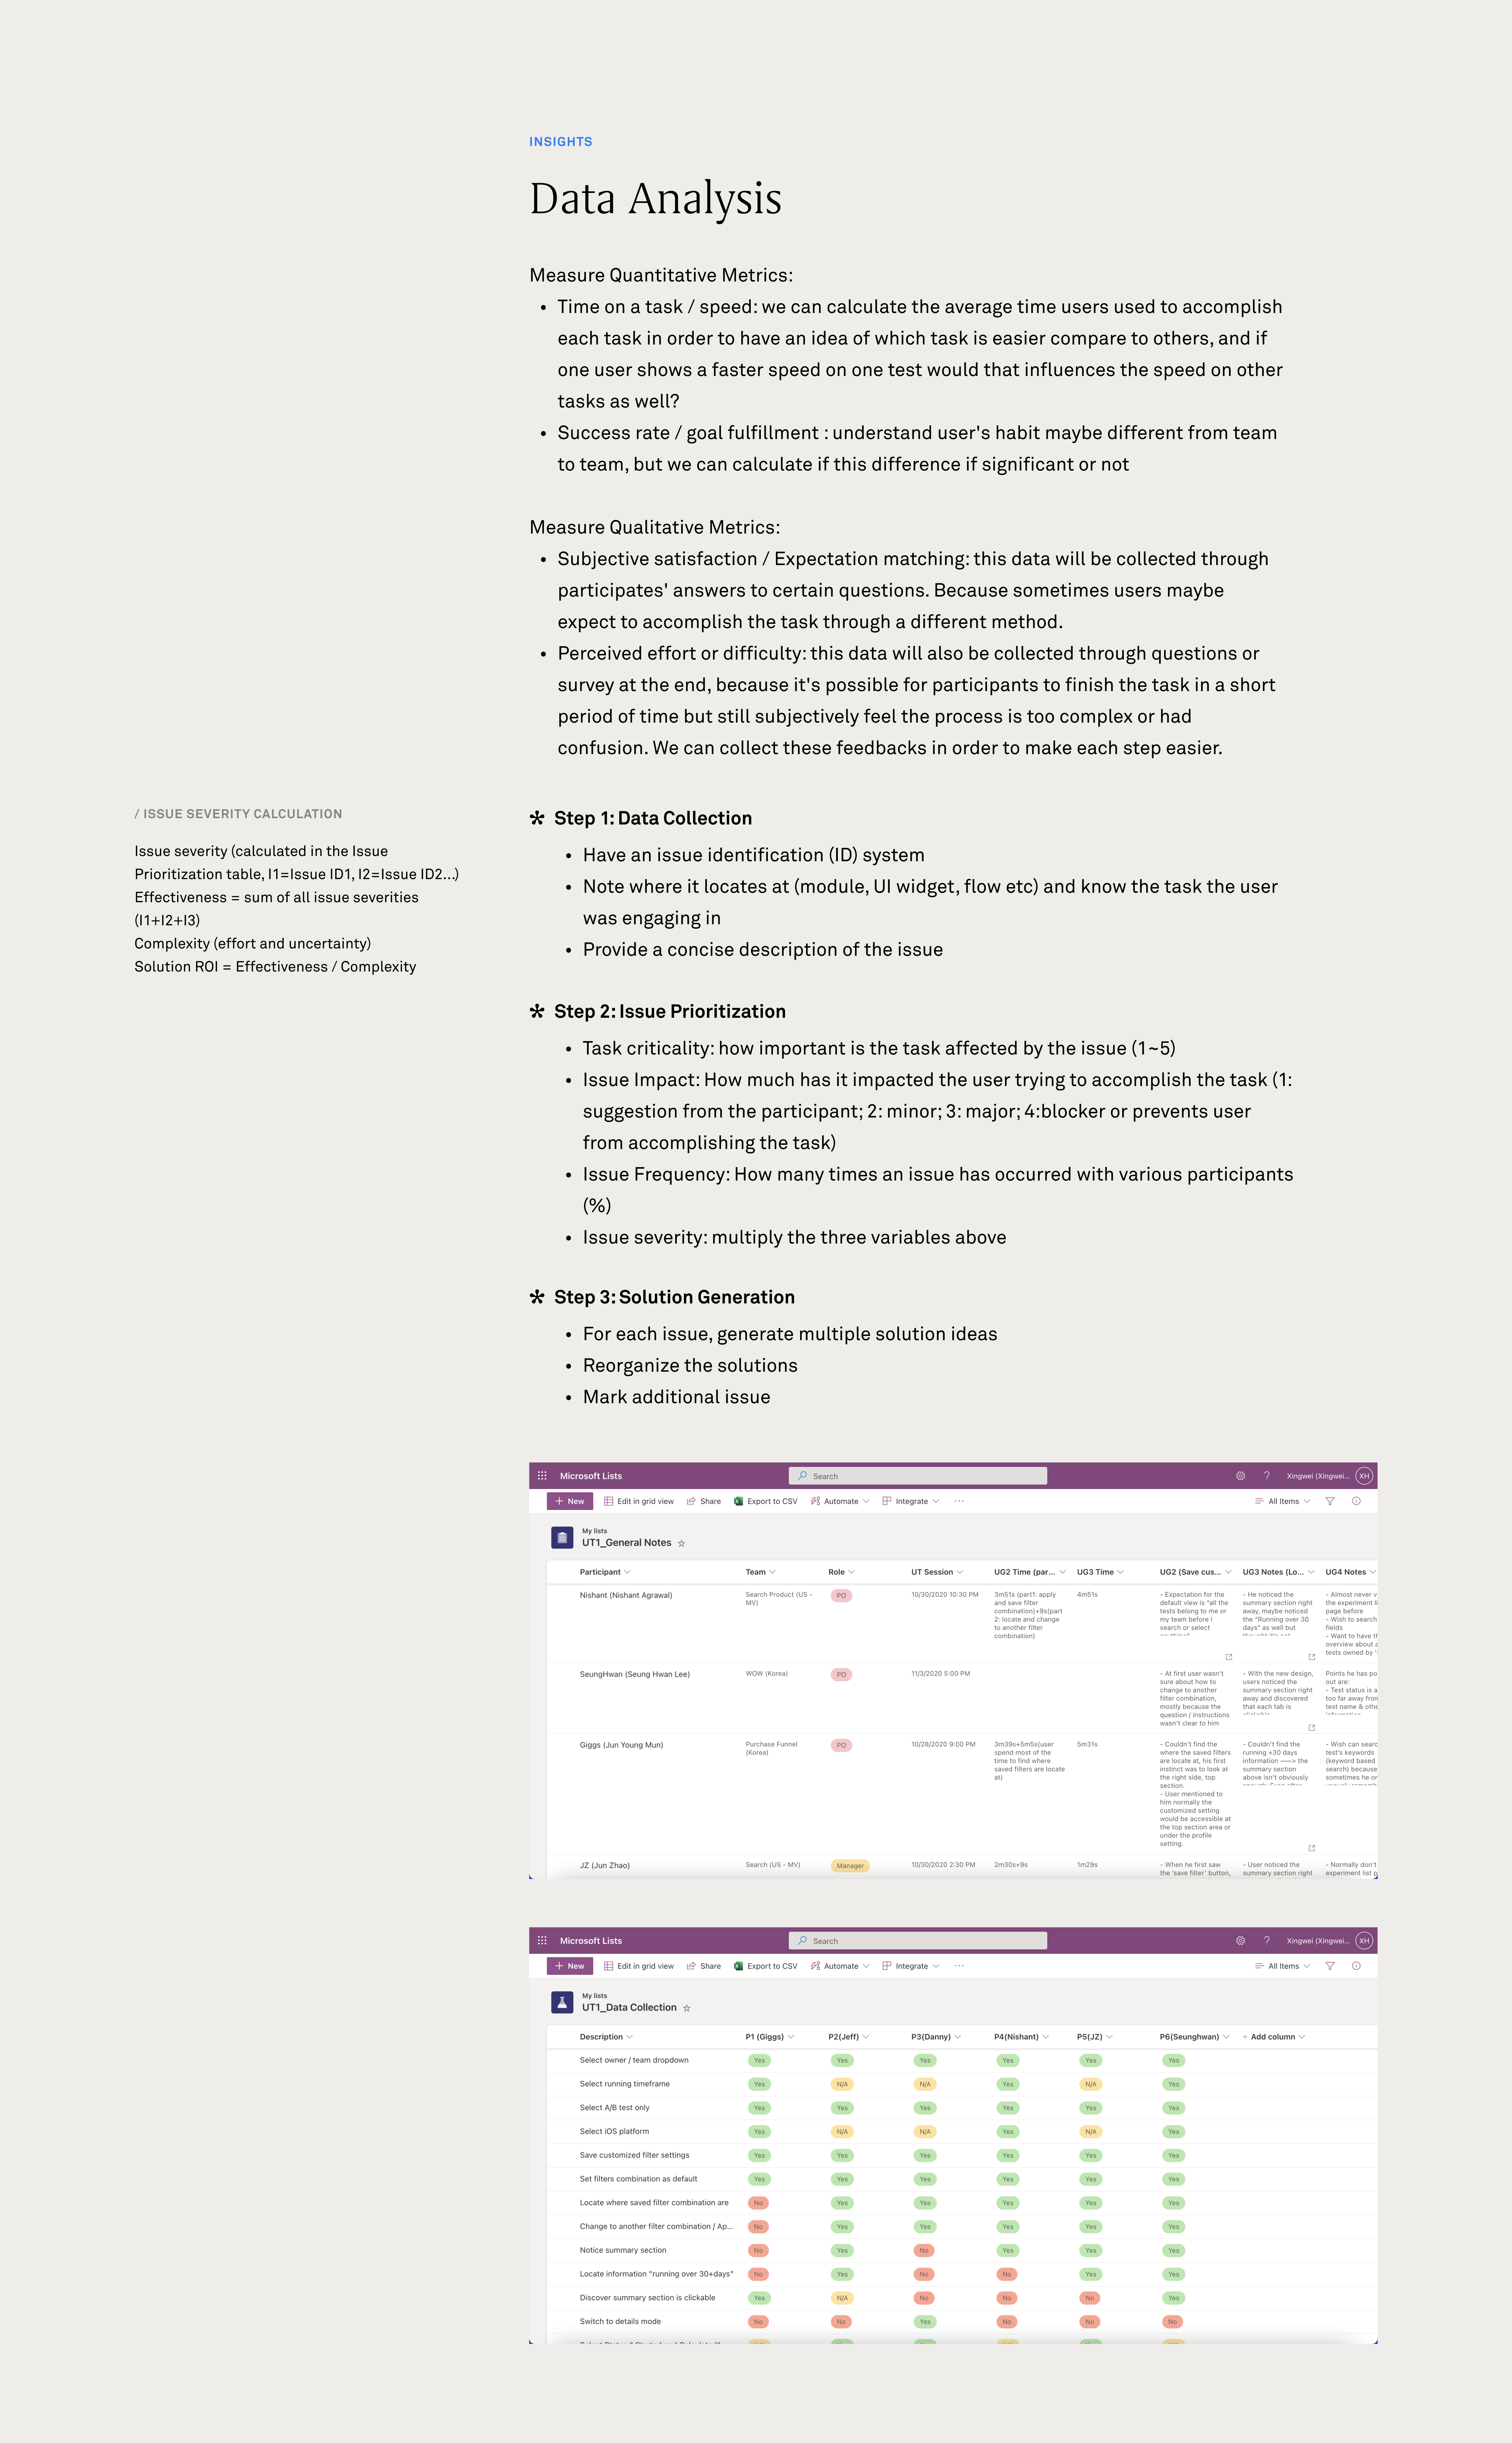 INSIGHTS
Data Analysis
Measure Quantitative Metrics:
• Time on a task / speed: we can calculate the average time users used to accomplish
each task in order to have an idea of which task is easier compare to others, and if
one user shows a faster speed on one test would that influences the speed on other
tasks as well?
• Success rate / goal fulfillment : understand user's habit maybe different from team
to team, but we can calculate if this difference if significant or not
Measure Qualitative Metrics:
• Subjective satisfaction / Expectation matching: this data will be collected through
participates' answers to certain questions. Because sometimes users maybe
expect to accomplish the task through a different method.
• Perceived effort or difficulty: this data will also be collected through questions or
survey at the end, because it's possible for participants to finish the task in a short
period of time but still subjectively feel the process is too complex or had
confusion. We can collect these feedbacks in order to make each step easier.
/ ISSUE SEVERITY CALCULATION
Issue severity (calculated in the Issue
Prioritization table, I1=Issue ID1, I2=Issue ID2...)
Effectiveness = sum of all issue severities
(I1+I2+I3)
Complexity (effort and uncertainty)
Solution ROI = Effectiveness / Complexity
* Step 1: Data Collection
• Have an issue identification (ID) system
• Note where it locates at (module, UI widget, flow etc) and know the task the user
was engaging in
• Provide a concise description of the issue
* Step 2: Issue Prioritization
• Task criticality: how important is the task affected by the issue (1~5)
• Issue Impact: How much has it impacted the user trying to accomplish the task (1:
suggestion from the participant; 2: minor; 3: major; 4:blocker or prevents user
from accomplishing the task)
• Issue Frequency: How many times an issue has occurred with various participants
(%)
• Issue severity: multiply the three variables above
* Step 3: Solution Generation
• For each issue, generate multiple solution ideas
• Reorganize the solutions
• Mark additional issue
Microsoft Lists Search ? Xingwei (Xingwei... XH
+ New Edit in grid view Share Export to CSV Automate Integrate ... All Items
My lists
UT1_General Notes
Participant Team Role UT Session UG2 Time (par... UG3 Time UG2 (Save cus... UG3 Notes (Lo... UG4 Notes
Nishant (Nishant Agrawal)
Search Product (US -
MV)
PO
10/30/2020 10:30 PM
3m51s (part1: apply
and save filter
combination)+9s(part
2: locate and change
to another filter
combination)
4m51s
- Expectation for the
default view is "all the
tests belong to me or
my team before I
search or select
- He noticed the
summary section right
away, maybe noticed
the "Running over 30
days" as well but
- Almost never v
the experiment li
page before
- Wish to search
fields
- Want to have th
overview about a
tests owned by '
SeungHwan (Seung Hwan Lee)
WOW (Korea)
PO
11/3/2020 5:00 PM
- At first user wasn't
sure about how to
change to another
filter combination,
mostly because the
question / instructions
wasn't clear to him
- With the new design,
users noticed the
summary section right
away and discovered
that each tab is
Points he has po
out are:
- Test status is a
too far away from
test name & othe
Giggs (Jun Young Mun)
Purchase Funnel
(Korea)
PO
10/28/2020 9:00 PM
3m39s+5m5s(user
spend most of the
time to find where
saved filters are locate
at)
5m31s
- Couldn't find the
where the saved filters
are locate at, his first
instinct was to look at
the right side, top
section.
- User mentioned to
him normally the
customized setting
would be accessible at
the top section area or
under the profile
setting.
- Couldn't find the
running +30 days
information ——> the
summary section
above isn't obviously
- Wish can searc
test's keywords
(keyword based
search) because
sometimes he or
JZ (Jun Zhao)
Search (US - MV)
Manager
10/30/2020 2:30 PM
2m30s+9s
1m29s
- When he first saw
the 'save filter' button,
- User noticed the
summary section right
- Normally don't
experiment list p
Microsoft Lists Search ? Xingwei (Xingwei... XH
+ New Edit in grid view Share Export to CSV Automate Integrate ... All Items
My lists
UT1_Data Collection
Description P1 (Giggs) P2(Jeff) P3(Danny) P4(Nishant) P5(JZ) P6(Seunghwan) + Add column
Select owner / team dropdown Yes Yes Yes Yes Yes Yes
Select running timeframe Yes N/A N/A Yes N/A Yes
Select A/B test only Yes Yes Yes Yes Yes Yes
Select iOS platform Yes N/A N/A Yes N/A Yes
Save customized filter settings Yes Yes Yes Yes Yes Yes
Set filters combination as default Yes Yes Yes Yes Yes Yes
Locate where saved filter combination are No Yes Yes Yes Yes Yes
Change to another filter combination / Ap... No Yes Yes Yes Yes Yes
Notice summary section No Yes No Yes Yes Yes
Locate information "running over 30+days" No Yes No No Yes Yes
Discover summary section is clickable Yes N/A No No No Yes
Switch to details mode No No Yes No No No